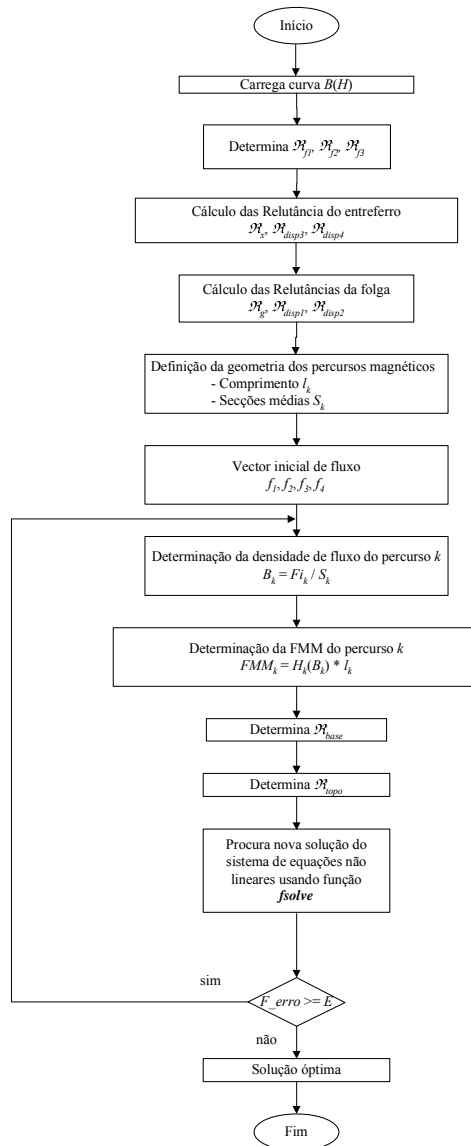 Início
Carrega curva B(H)
Determina ℜf1, ℜf2, ℜf3
Cálculo das Relutância do entreferro
ℜx, ℜdisp3, ℜdisp4
Cálculo das Relutâncias da folga
ℜg, ℜdisp1, ℜdisp2
Definição da geometria dos percursos magnéticos
- Comprimento lk
- Secções médias Sk
Vector inicial de fluxo
f1, f2, f3, f4
Determinação da densidade de fluxo do percurso k
Bk = Fik / Sk
Determinação da FMM do percurso k
FMMk = Hk(Bk) * lk
Determina ℜbase
Determina ℜtopo
Procura nova solução do
sistema de equações não
lineares usando função
fsolve
sim
F_erro >= E
não
Solução óptima
Fim